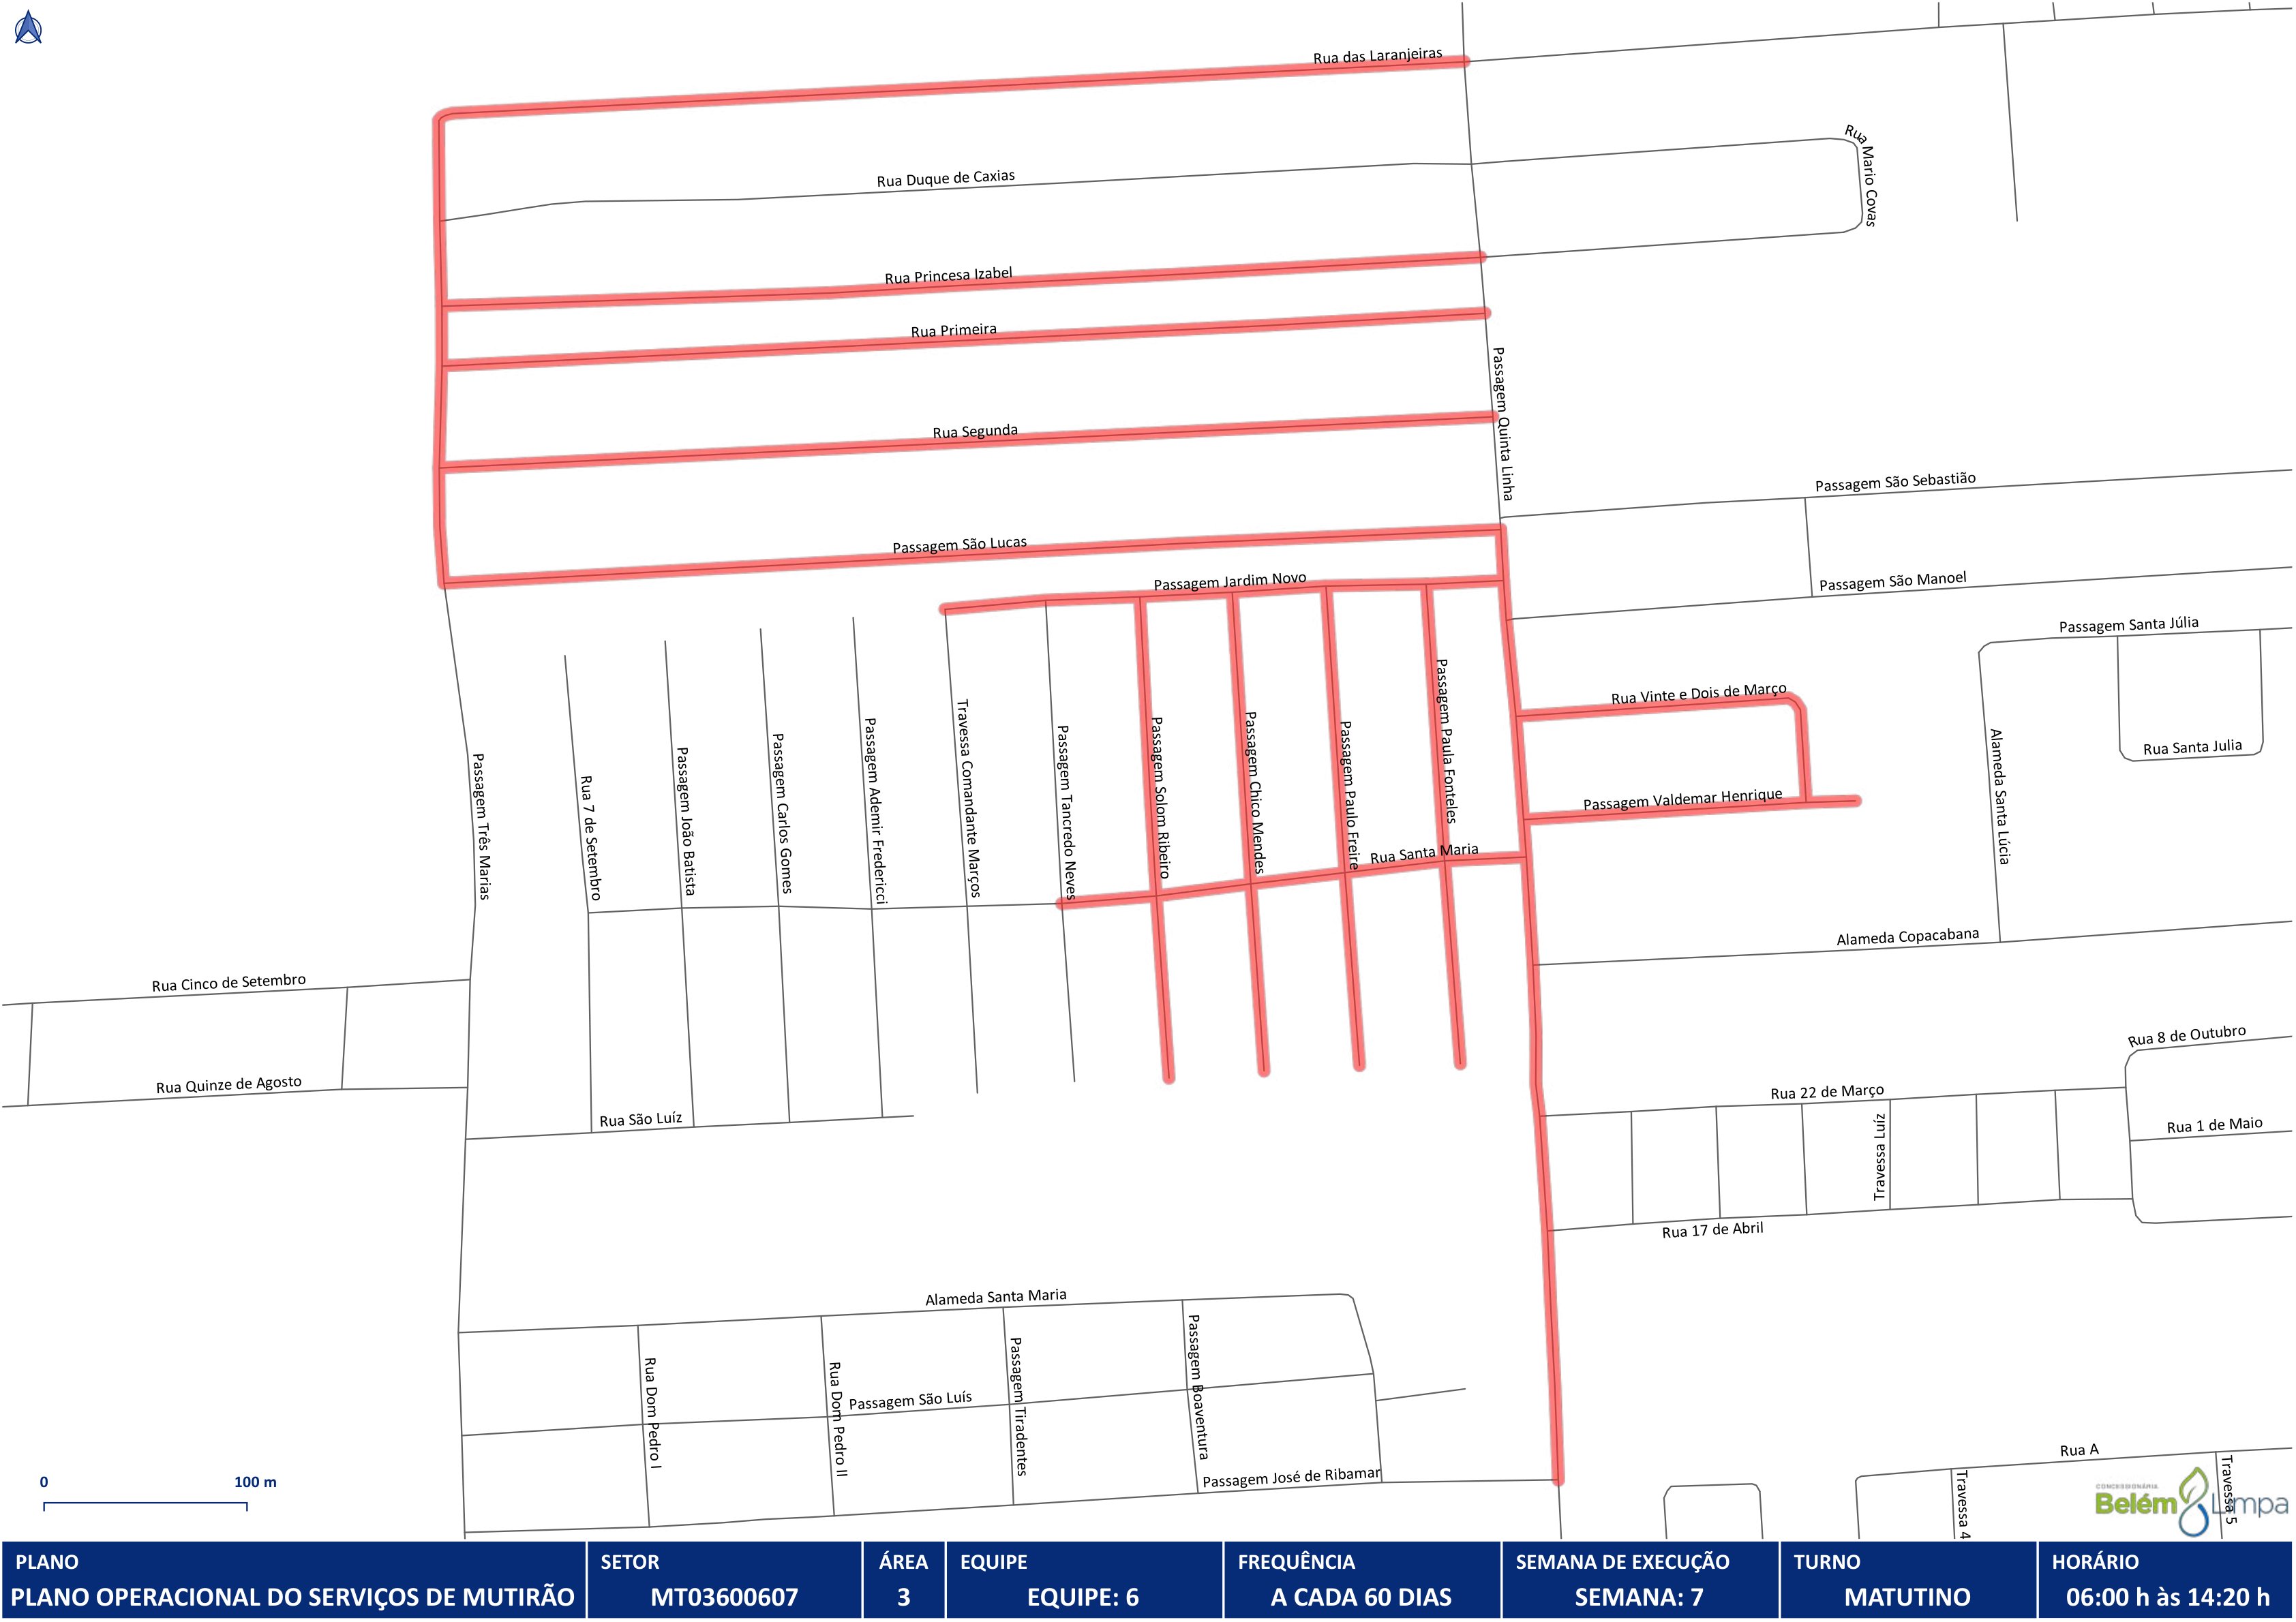 Rua das Laranjeiras
Rua Mario Covas
Rua Duque de Caxias
Rua Princesa Izabel
Rua Primeira
Passagem Quinta Linha
Rua Segunda
Passagem São Sebastião
Passagem São Lucas
Passagem Jardim Novo
Passagem São Manoel
Passagem Santa Júlia
Rua Vinte e Dois de Março
Rua Santa Julia
Alameda Santa Lúcia
Passagem Três Marias
Rua 7 de Setembro
Passagem João Batista
Passagem Carlos Gomes
Passagem Ademir Fredericci
Travessa Comandante Marços
Passagem Tancredo Neves
Passagem Solom Ribeiro
Passagem Chico Mendes
Passagem Paulo Freire
Passagem Paula Fonteles
Passagem Valdemar Henrique
Rua Santa Maria
Alameda Copacabana
Rua Cinco de Setembro
Rua Quinze de Agosto
Rua São Luíz
Rua 8 de Outubro
Rua 22 de Março
Travessa Luiz
Rua 1 de Maio
Rua 17 de Abril
Alameda Santa Maria
Rua Dom Pedro I
Rua Dom Pedro II
Passagem São Luís
Passagem Tiradentes
Passagem Boaventura
Passagem José de Ribamar
Rua A
Travessa 4
Travessa 5
0 100 m
CONCESSIONÁRIA
Belém Limpa
PLANO
PLANO OPERACIONAL DO SERVIÇOS DE MUTIRÃO
SETOR
MT03600607
ÁREA
3
EQUIPE
EQUIPE: 6
FREQUÊNCIA
A CADA 60 DIAS
SEMANA DE EXECUÇÃO
SEMANA: 7
TURNO
MATUTINO
HORÁRIO
06:00 h às 14:20 h